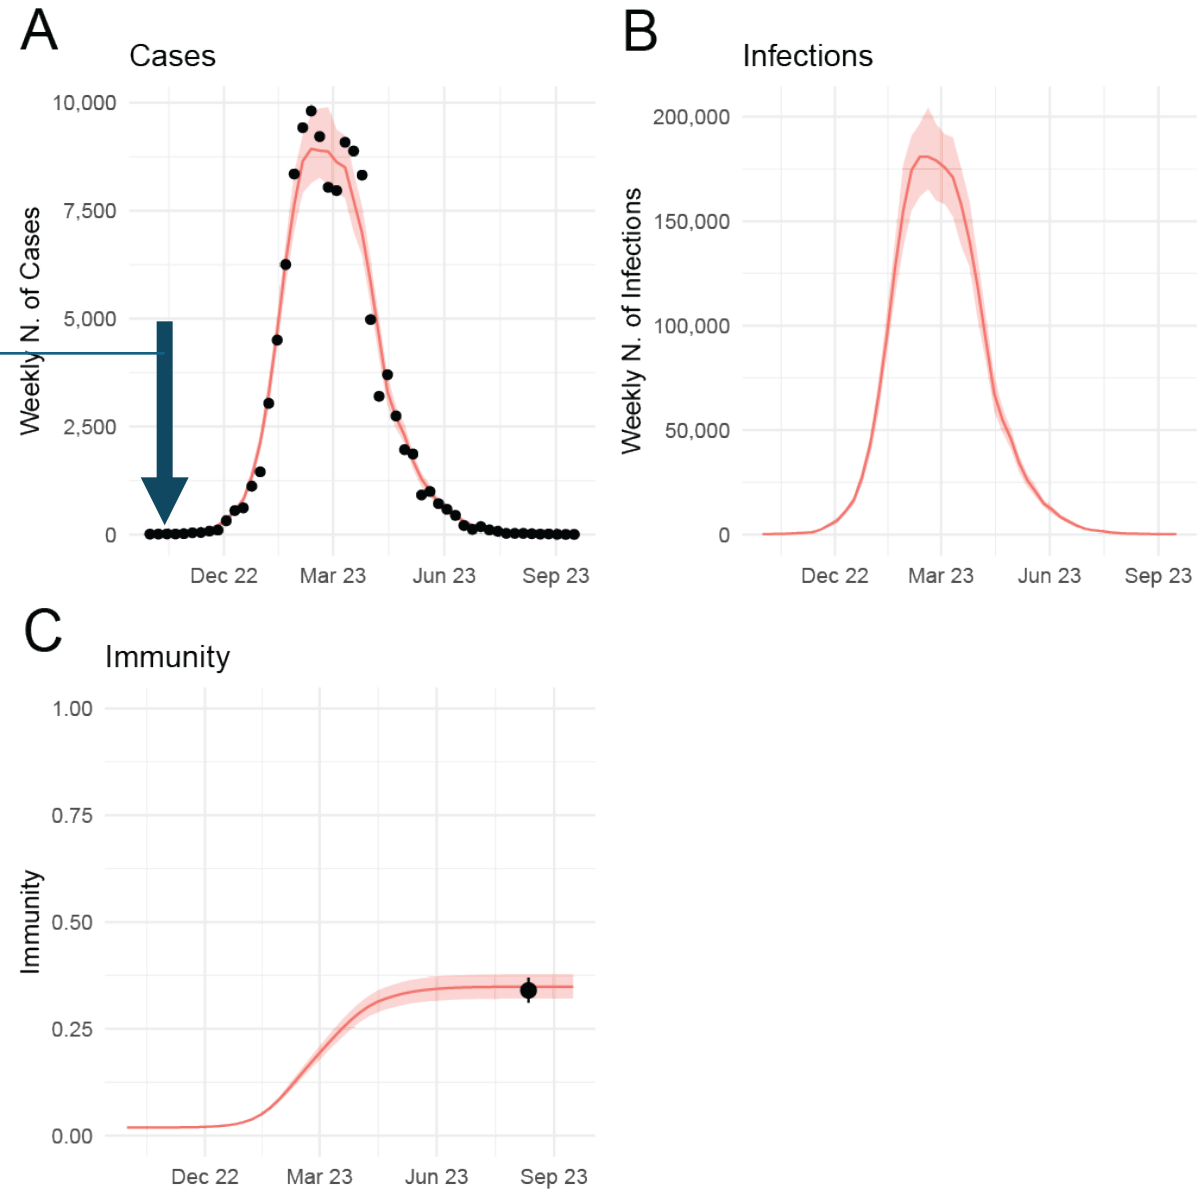 A
Cases
10,000
7,500
5,000
2,500
0
Weekly N. of Cases
Dec 22
Mar 23
Jun 23
Sep 23
B
Infections
200,000
150,000
100,000
50,000
0
Weekly N. of Infections
Dec 22
Mar 23
Jun 23
Sep 23
C
Immunity
1.00
0.75
0.50
0.25
0.00
Immunity
Dec 22
Mar 23
Jun 23
Sep 23